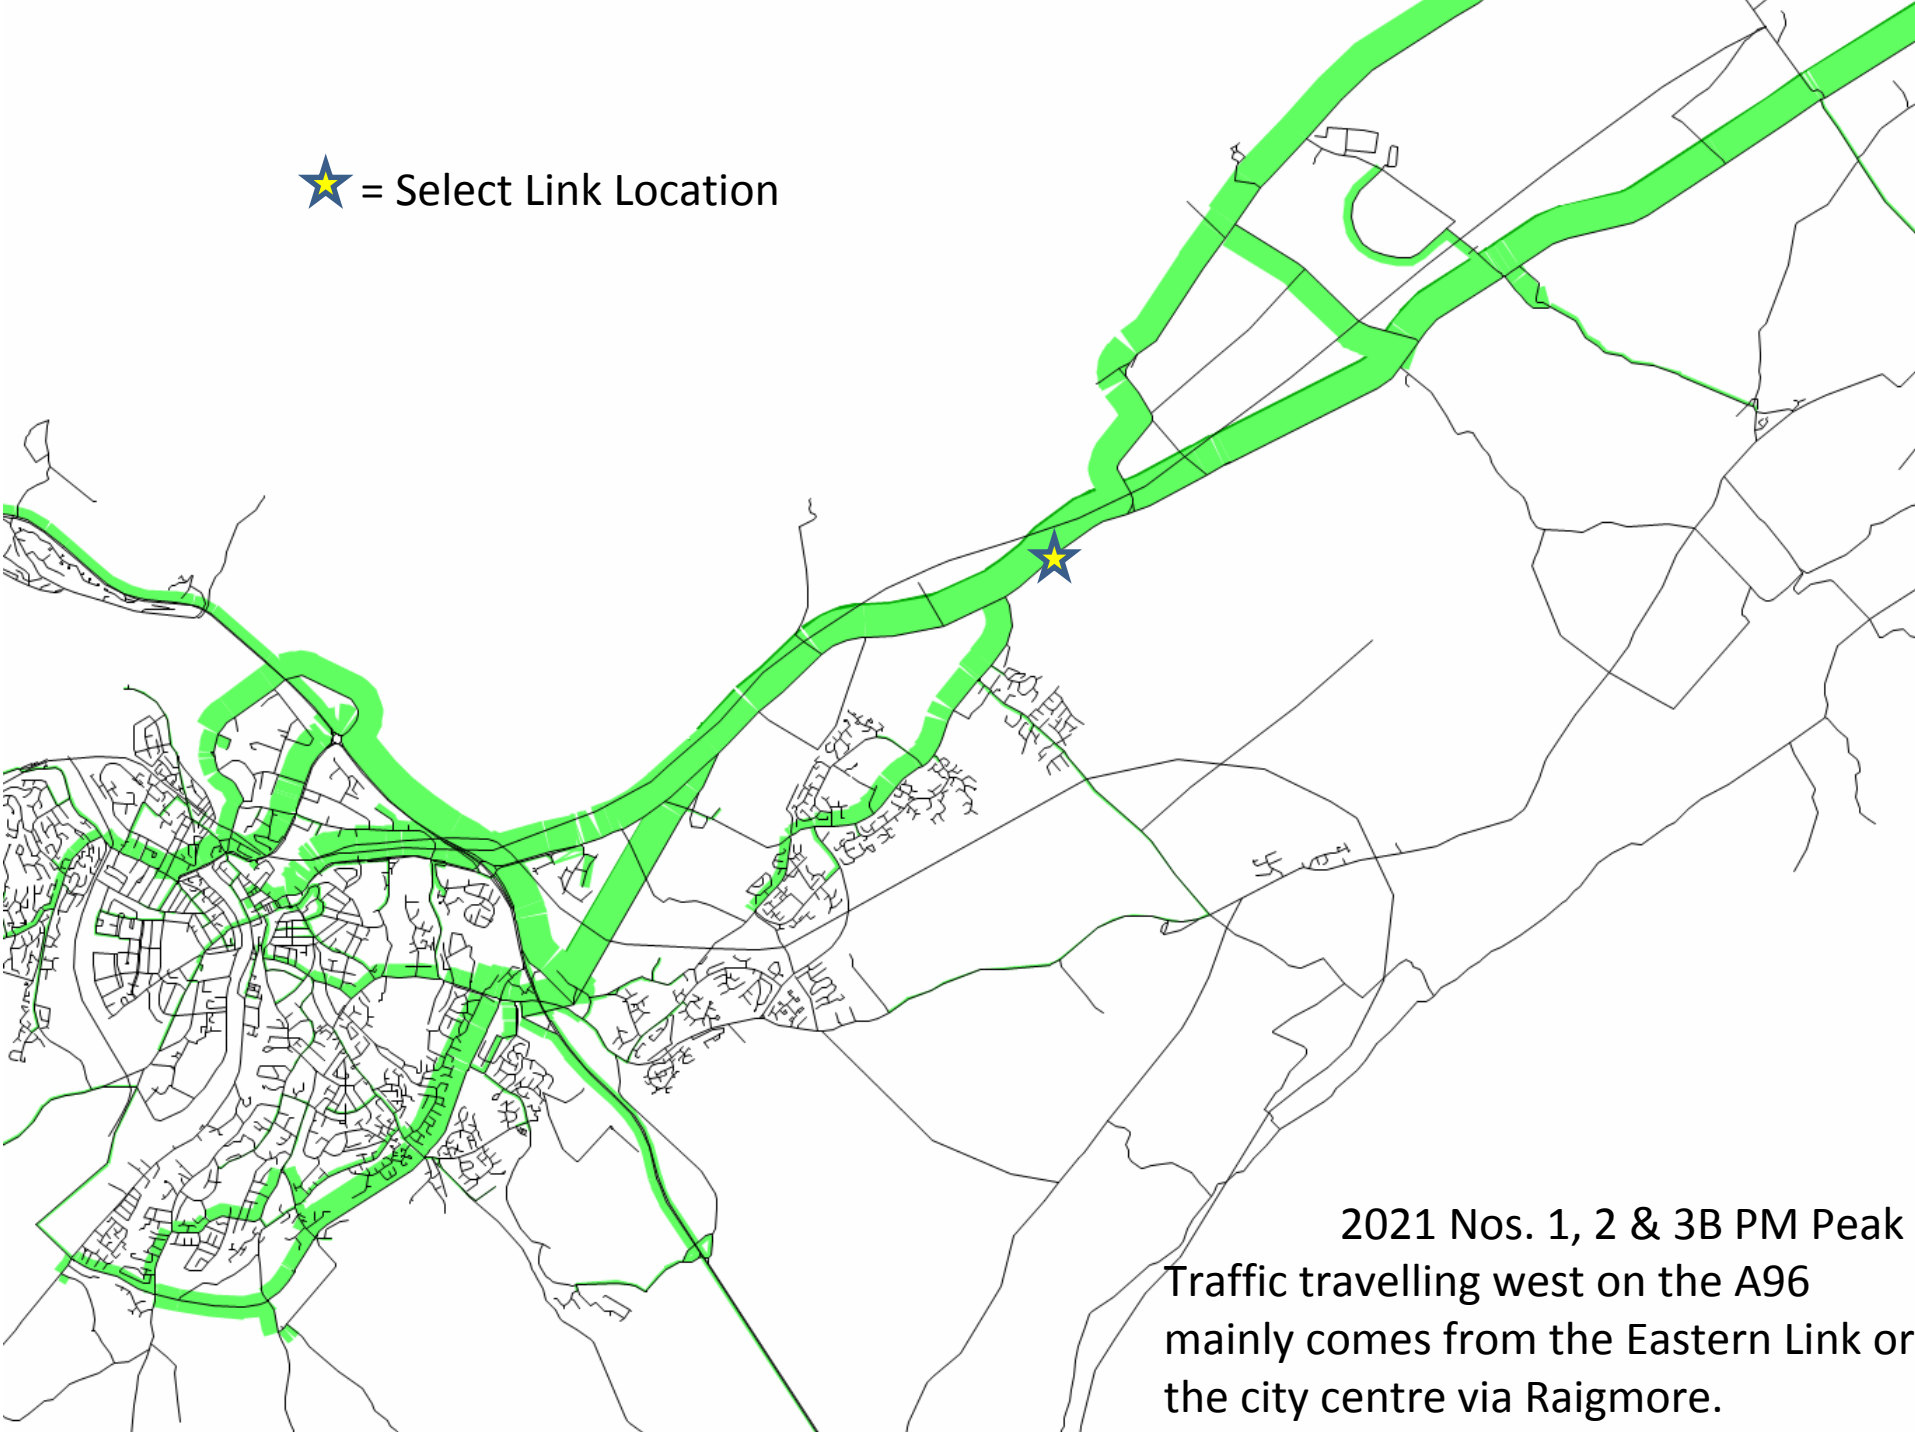 = Select Link Location
2021 Nos. 1, 2 & 3B PM Peak
Traffic travelling west on the A96
mainly comes from the Eastern Link or
the city centre via Raigmore.